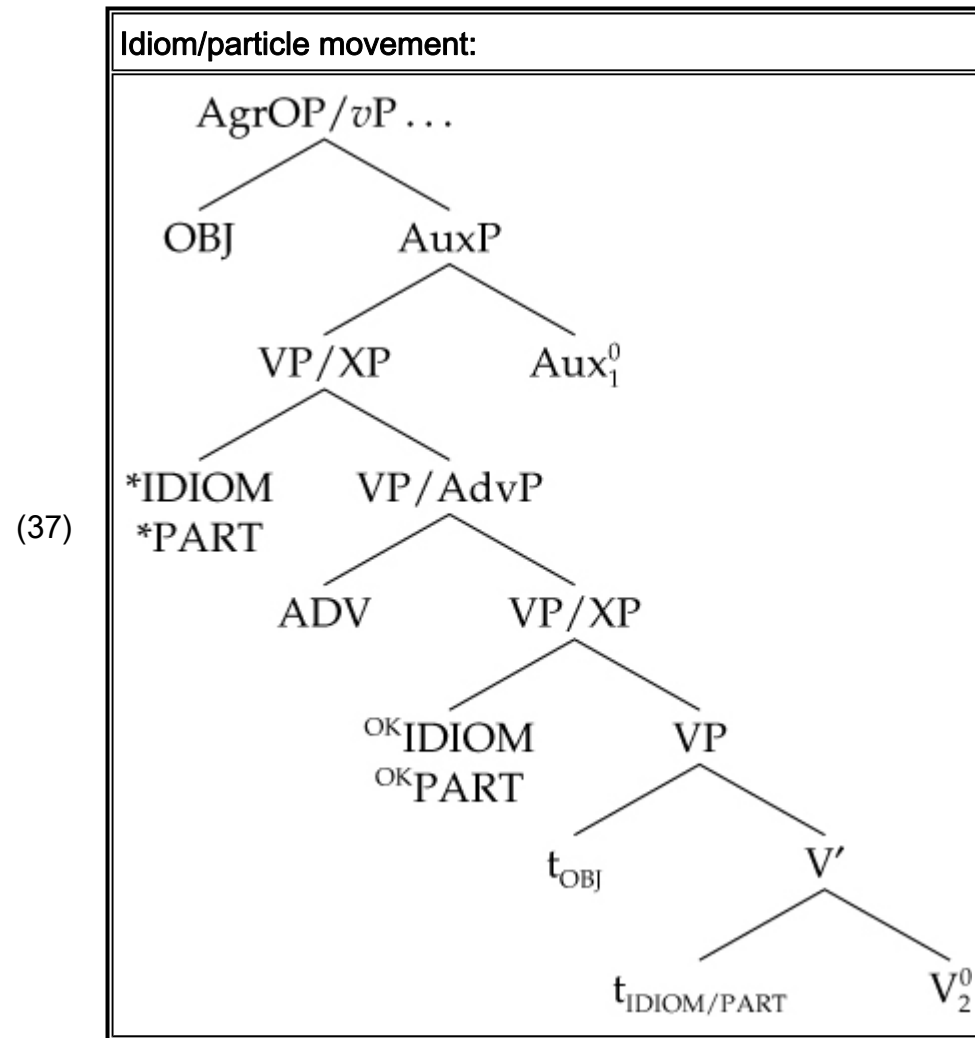 Idiom/particle movement:
AgrOP/vP...
OBJ AuxP
VP/XP Aux⁰₁
*IDIOM VP/AdvP
*PART
(37)
ADV VP/XP
ᴼᴷIDIOM VP
ᴼᴷPART
t_OBJ V′
t_IDIOM/PART V⁰₂